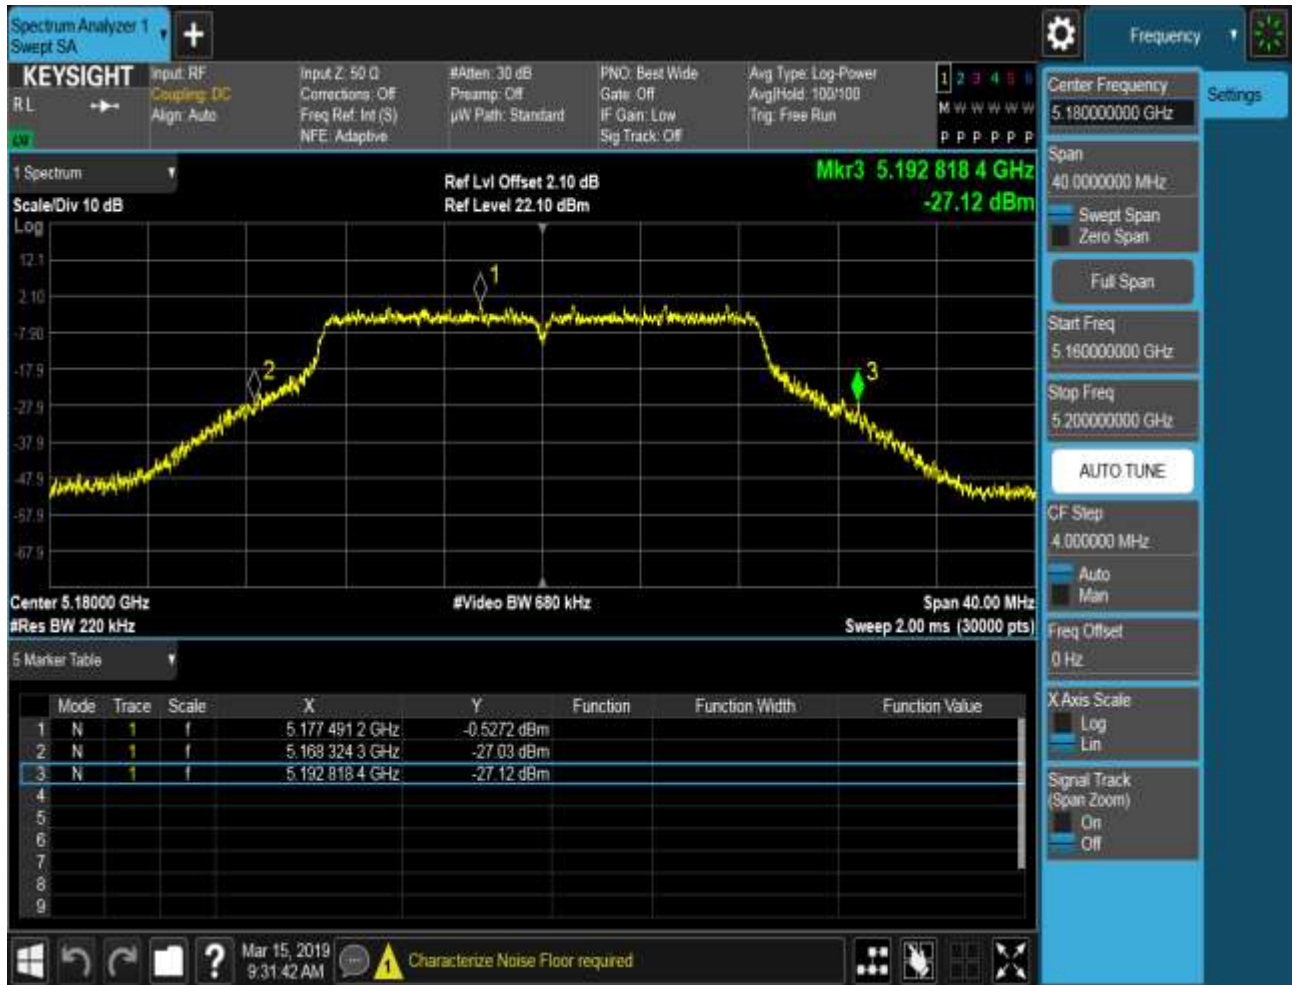 Spectrum Analyzer 1
Swept SA
+
Frequency
KEYSIGHT
RL
Input: RF
Coupling: DC
Align: Auto
Input Z: 50 Ω
Corrections: Off
Freq Ref: Int (S)
NFE: Adaptive
#Atten: 30 dB
Preamp: Off
µW Path: Standard
PNO: Best Wide
Gate: Off
IF Gain: Low
Sig Track: Off
Avg Type: Log-Power
Avg|Hold: 100/100
Trig: Free Run
1 2 3 4 5 6
M W W W W W
P P P P P P
1 Spectrum
Scale/Div 10 dB
Ref Lvl Offset 2.10 dB
Ref Level 22.10 dBm
Mkr3 5.192 818 4 GHz
-27.12 dBm
Log
12.1
2.10
-7.90
-17.9
-27.9
-37.9
-47.9
-57.9
-67.9
1
2
3
Center 5.18000 GHz
#Res BW 220 kHz
#Video BW 680 kHz
Span 40.00 MHz
Sweep 2.00 ms (30000 pts)
5 Marker Table
Mode Trace Scale X Y Function Function Width Function Value
1 N 1 f 5.177 491 2 GHz -0.5272 dBm
2 N 1 f 5.168 324 3 GHz -27.03 dBm
3 N 1 f 5.192 818 4 GHz -27.12 dBm
4
5
6
7
8
9
Center Frequency
5.180000000 GHz
Settings
Span
40.0000000 MHz
Swept Span
Zero Span
Full Span
Start Freq
5.160000000 GHz
Stop Freq
5.200000000 GHz
AUTO TUNE
CF Step
4.000000 MHz
Auto
Man
Freq Offset
0 Hz
X Axis Scale
Log
Lin
Signal Track
(Span Zoom)
On
Off
?
Mar 15, 2019
9:31:42 AM
1
Characterize Noise Floor required